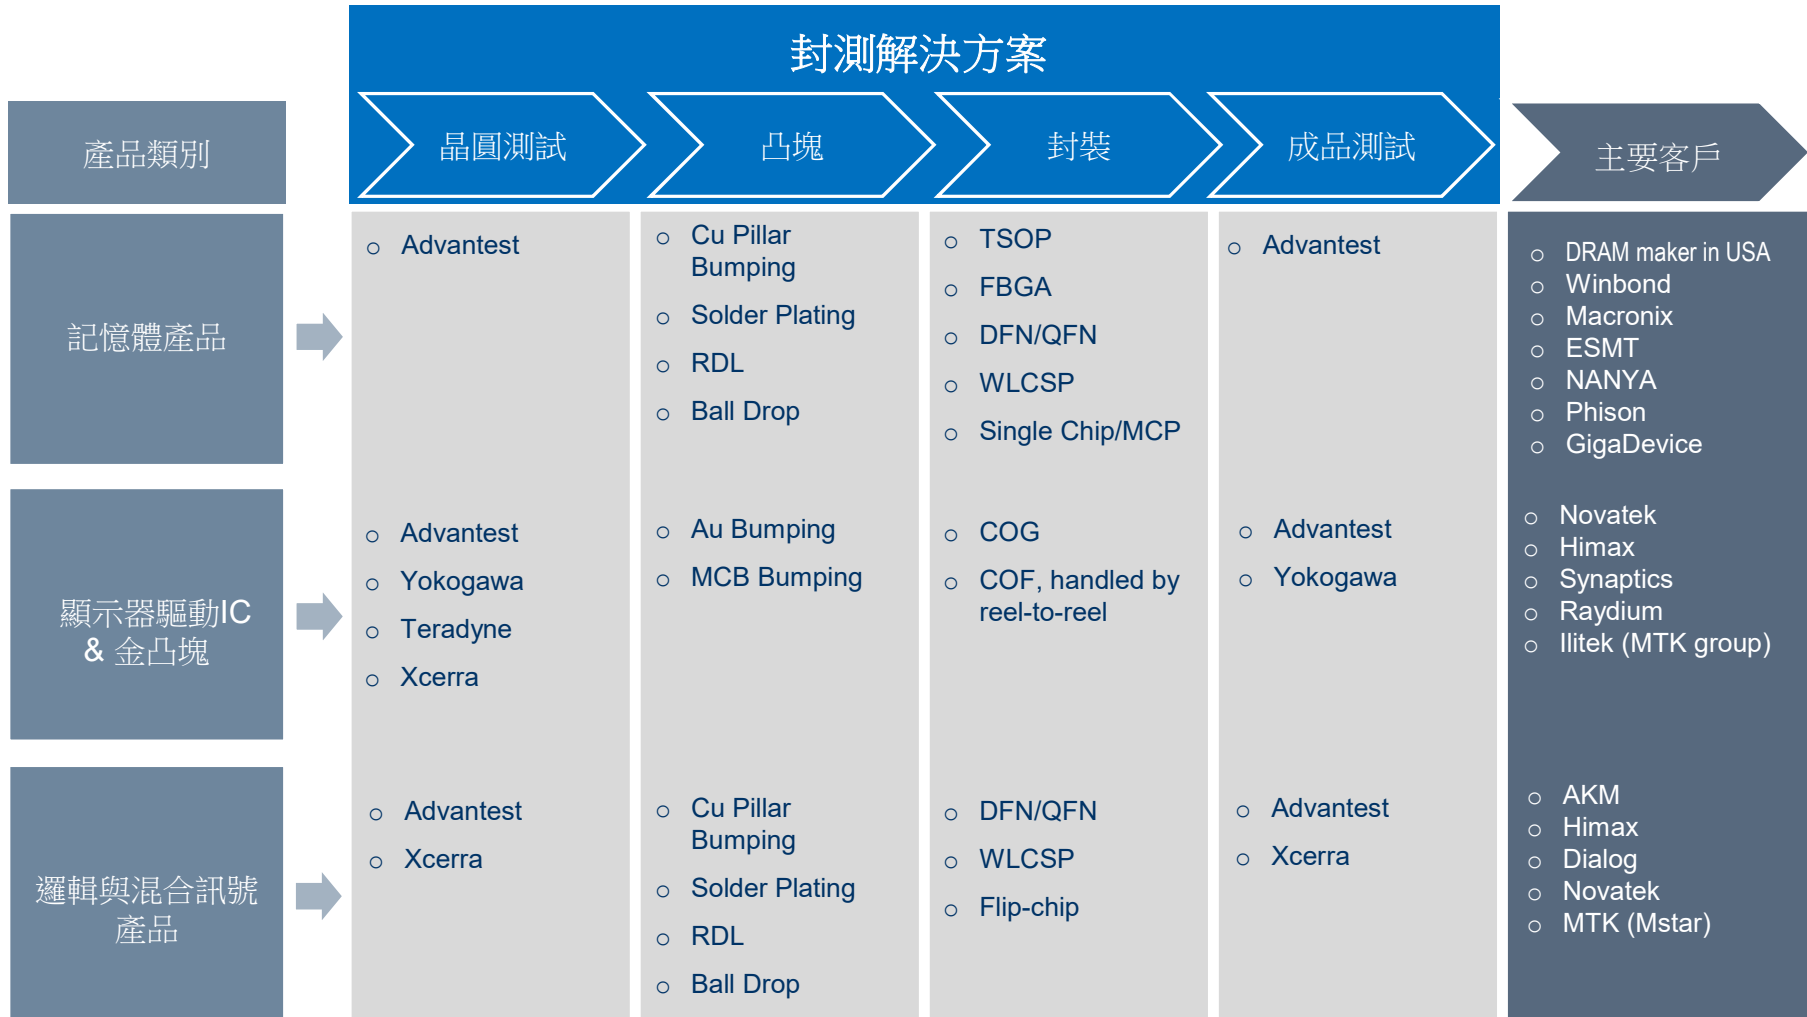 封測解決方案
產品類別
晶圓測試
凸塊
封裝
成品測試
主要客戶
記憶體產品
o Advantest
o Cu Pillar
Bumping
o Solder Plating
o RDL
o Ball Drop
o TSOP
o FBGA
o DFN/QFN
o WLCSP
o Single Chip/MCP
o Advantest
o DRAM maker in USA
o Winbond
o Macronix
o ESMT
o NANYA
o Phison
o GigaDevice
顯示器驅動IC
& 金凸塊
o Advantest
o Yokogawa
o Teradyne
o Xcerra
o Au Bumping
o MCB Bumping
o COG
o COF, handled by
reel-to-reel
o Advantest
o Yokogawa
o Novatek
o Himax
o Synaptics
o Raydium
o Ilitek (MTK group)
邏輯與混合訊號
產品
o Advantest
o Xcerra
o Cu Pillar
Bumping
o Solder Plating
o RDL
o Ball Drop
o DFN/QFN
o WLCSP
o Flip-chip
o Advantest
o Xcerra
o AKM
o Himax
o Dialog
o Novatek
o MTK (Mstar)